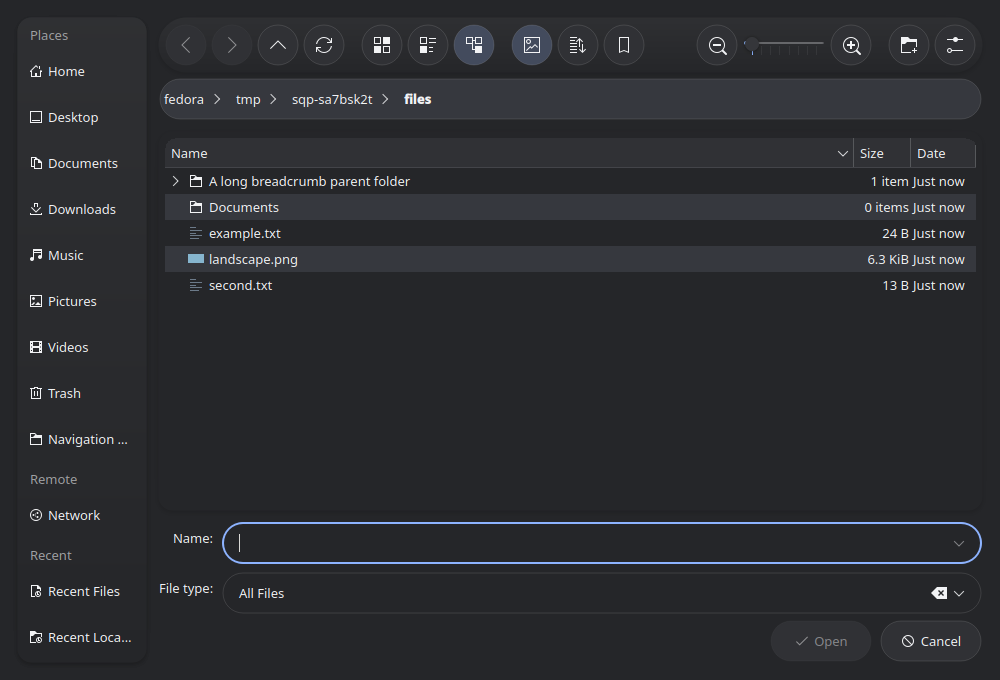 Places
Home
Desktop
Documents
Downloads
Music
Pictures
Videos
Trash
Navigation ...
Remote
Network
Recent
Recent Files
Recent Loca...
fedora > tmp > sqp-sa7bsk2t > files
Name Size Date
A long breadcrumb parent folder 1 item Just now
Documents 0 items Just now
example.txt 24 B Just now
landscape.png 6.3 KiB Just now
second.txt 13 B Just now
Name:
File type: All Files
Open Cancel